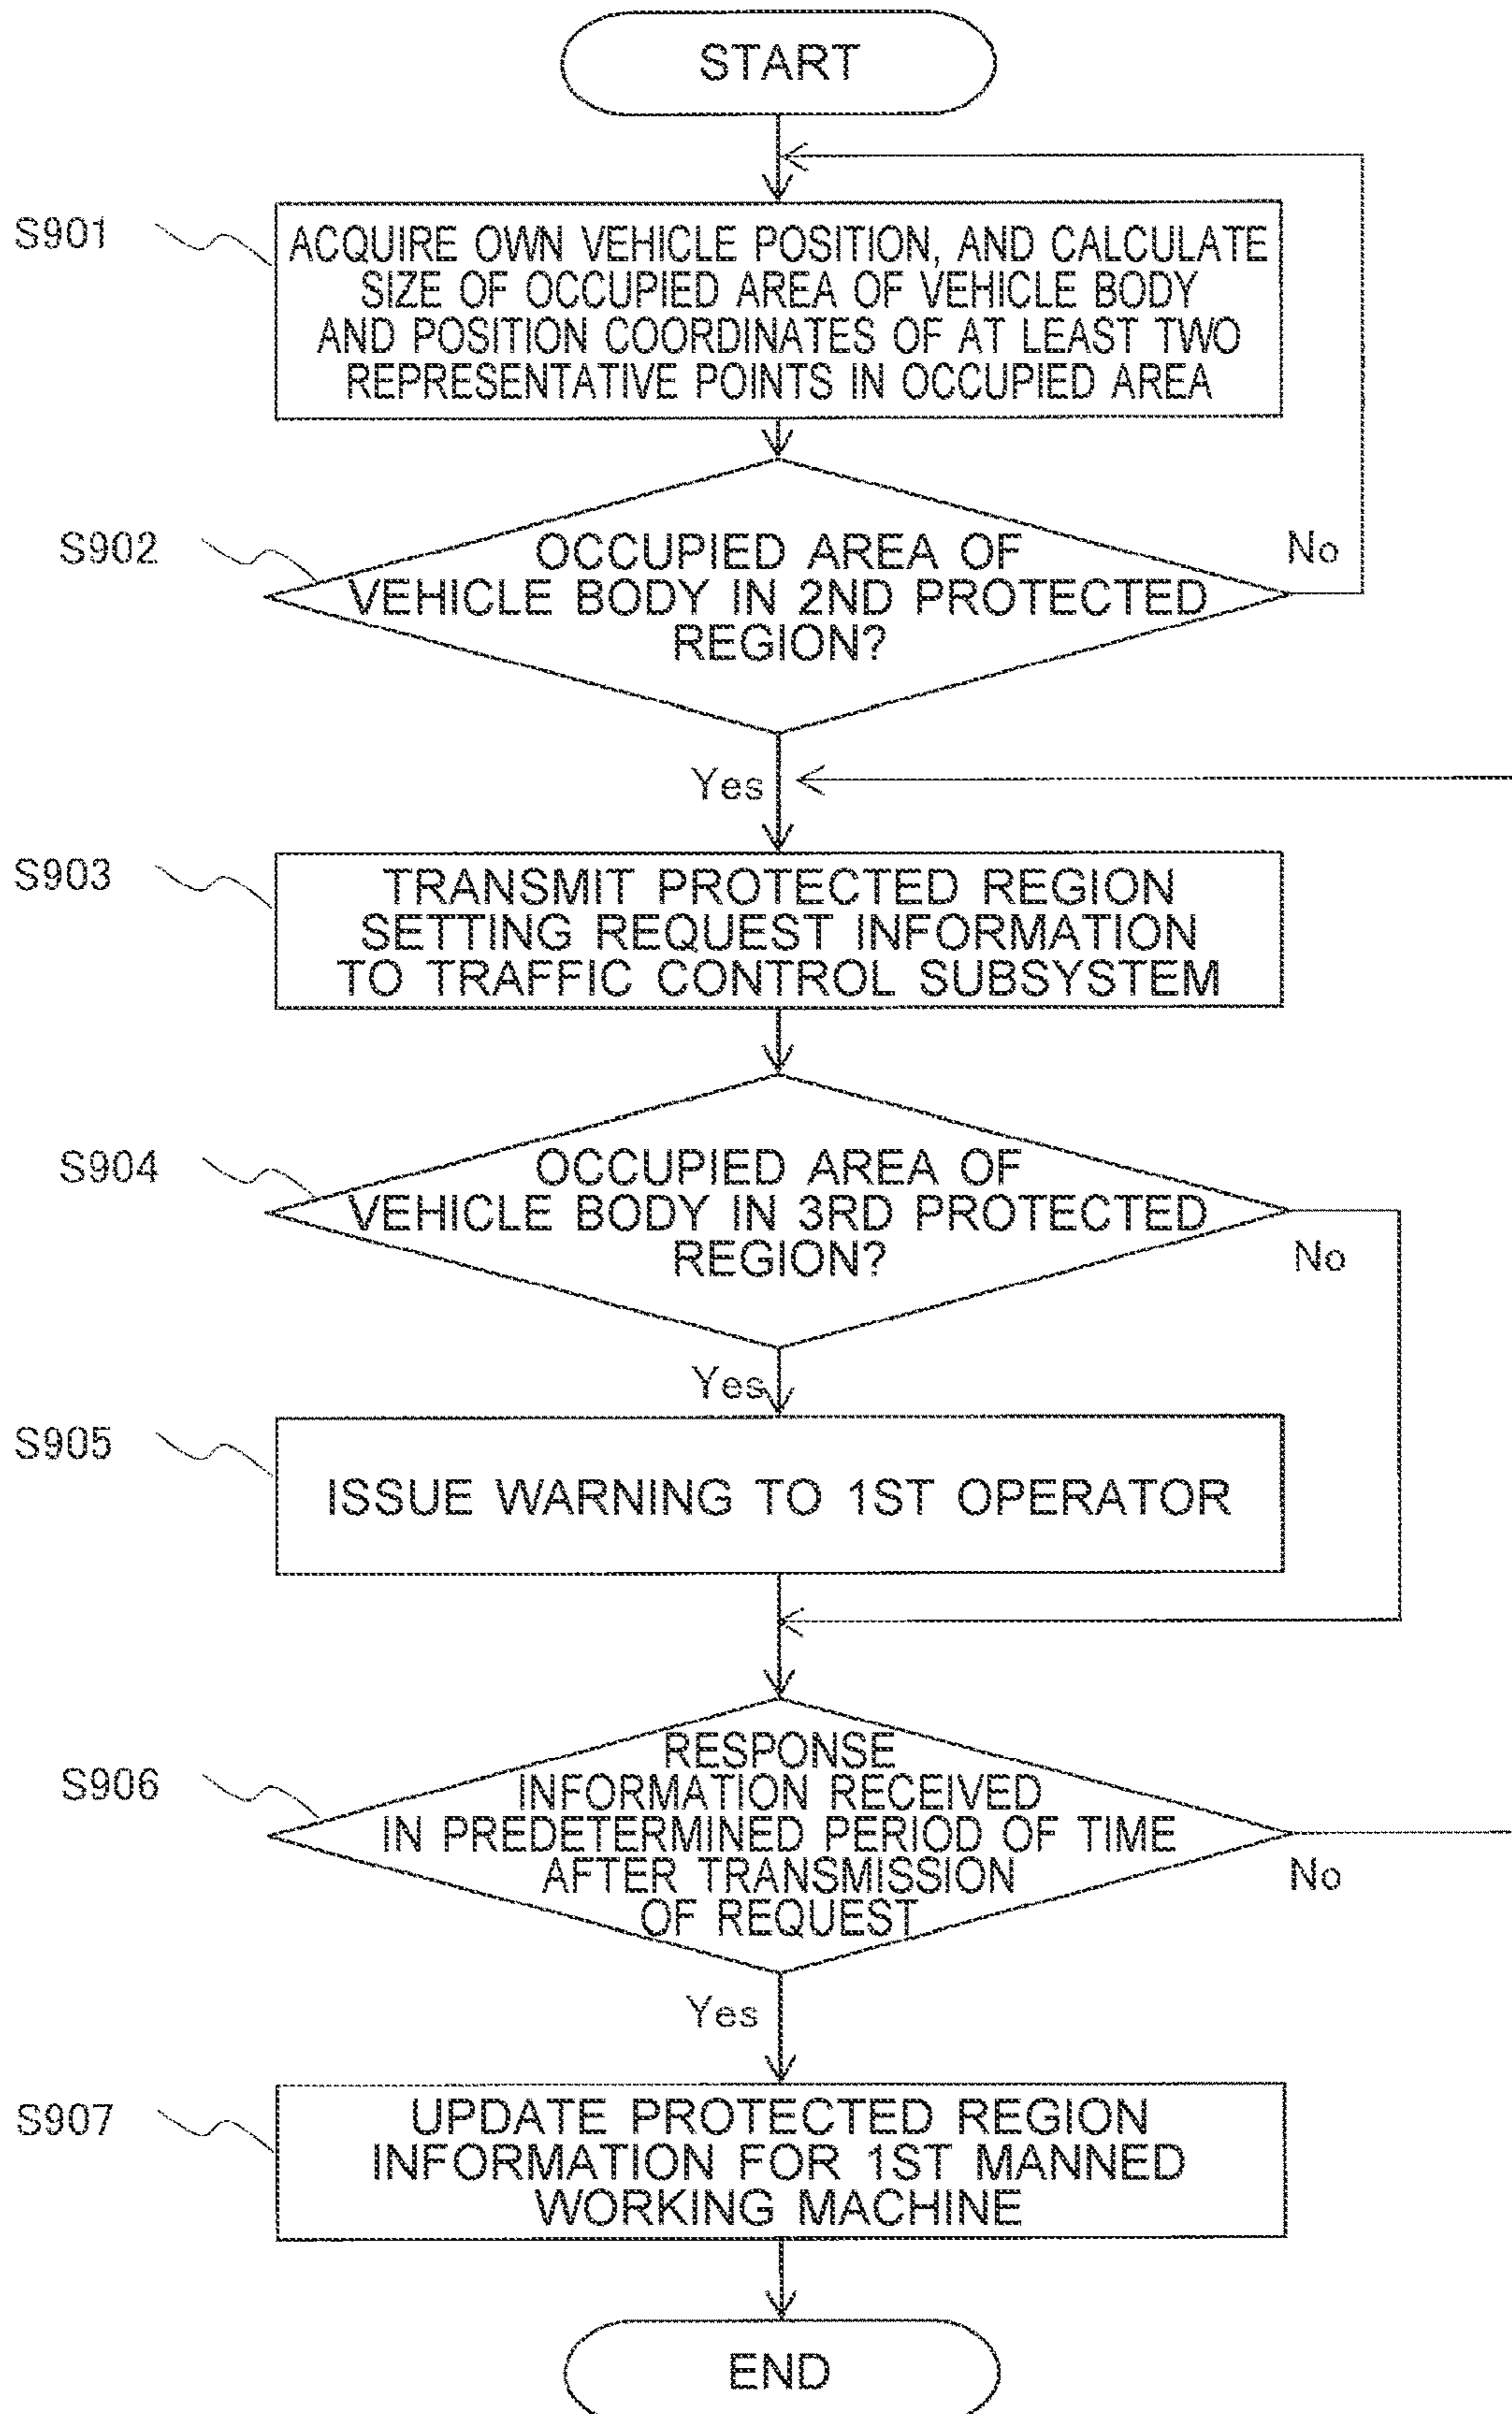 START
S901
ACQUIRE OWN VEHICLE POSITION, AND CALCULATE
SIZE OF OCCUPIED AREA OF VEHICLE BODY
AND POSITION COORDINATES OF AT LEAST TWO
REPRESENTATIVE POINTS IN OCCUPIED AREA
S902
OCCUPIED AREA OF
VEHICLE BODY IN 2ND PROTECTED
REGION?
No
Yes
S903
TRANSMIT PROTECTED REGION
SETTING REQUEST INFORMATION
TO TRAFFIC CONTROL SUBSYSTEM
S904
OCCUPIED AREA OF
VEHICLE BODY IN 3RD PROTECTED
REGION?
No
Yes
S905
ISSUE WARNING TO 1ST OPERATOR
S906
RESPONSE
INFORMATION RECEIVED
IN PREDETERMINED PERIOD OF TIME
AFTER TRANSMISSION
OF REQUEST
No
Yes
S907
UPDATE PROTECTED REGION
INFORMATION FOR 1ST MANNED
WORKING MACHINE
END